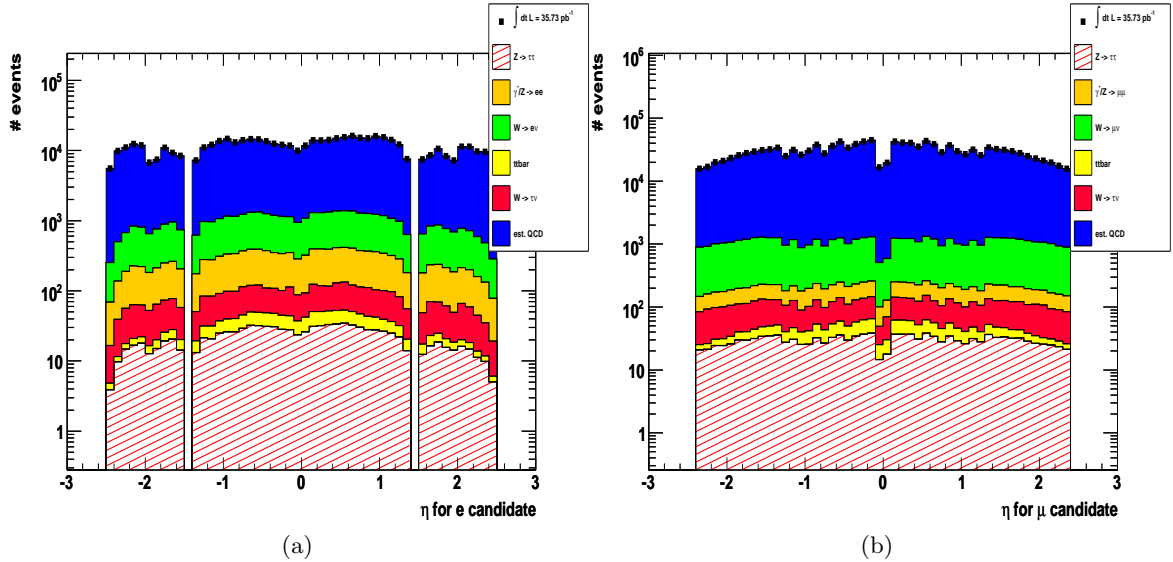 ∫ dt L = 35.73 pb⁻¹
Z -> ττ
γ*/Z -> ee
W -> eν
ttbar
W -> τν
est. QCD
# events
10⁵
10⁴
10³
10²
10
1
-3 -2 -1 0 1 2 3
η for e candidate
(a)
∫ dt L = 35.73 pb⁻¹
Z -> ττ
γ*/Z -> μμ
W -> μν
ttbar
W -> τν
est. QCD
# events
10⁶
10⁵
10⁴
10³
10²
10
1
-3 -2 -1 0 1 2 3
η for μ candidate
(b)